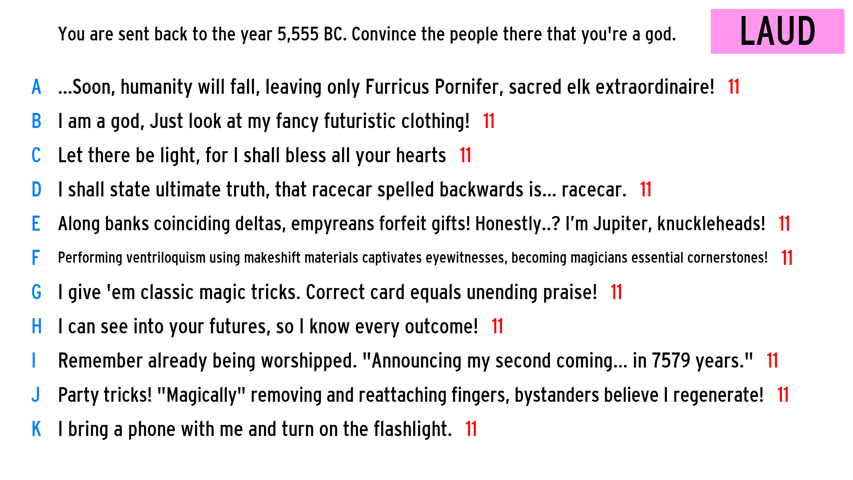 You are sent back to the year 5,555 BC. Convince the people there that you're a god.
LAUD
A ...Soon, humanity will fall, leaving only Furricus Pornifer, sacred elk extraordinaire! 11
B I am a god, Just look at my fancy futuristic clothing! 11
C Let there be light, for I shall bless all your hearts 11
D I shall state ultimate truth, that racecar spelled backwards is... racecar. 11
E Along banks coinciding deltas, empyreans forfeit gifts! Honestly..? I'm Jupiter, knuckleheads! 11
F Performing ventriloquism using makeshift materials captivates eyewitnesses, becoming magicians essential cornerstones! 11
G I give 'em classic magic tricks. Correct card equals unending praise! 11
H I can see into your futures, so I know every outcome! 11
I Remember already being worshipped. "Announcing my second coming... in 7579 years." 11
J Party tricks! "Magically" removing and reattaching fingers, bystanders believe I regenerate! 11
K I bring a phone with me and turn on the flashlight. 11